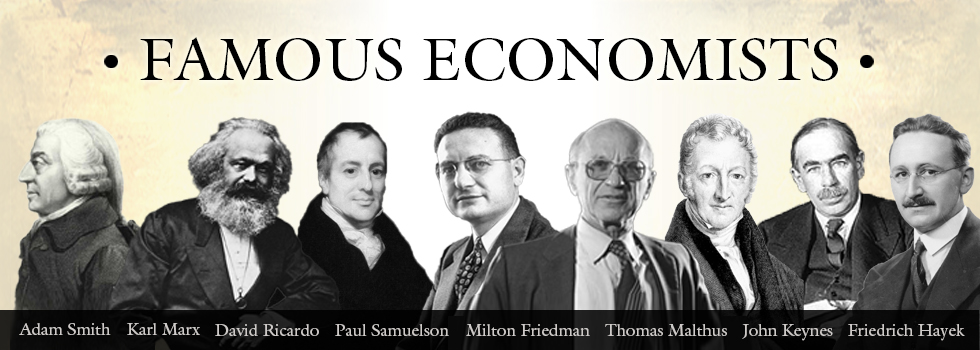 • FAMOUS ECONOMISTS •
Adam Smith Karl Marx David Ricardo Paul Samuelson Milton Friedman Thomas Malthus John Keynes Friedrich Hayek